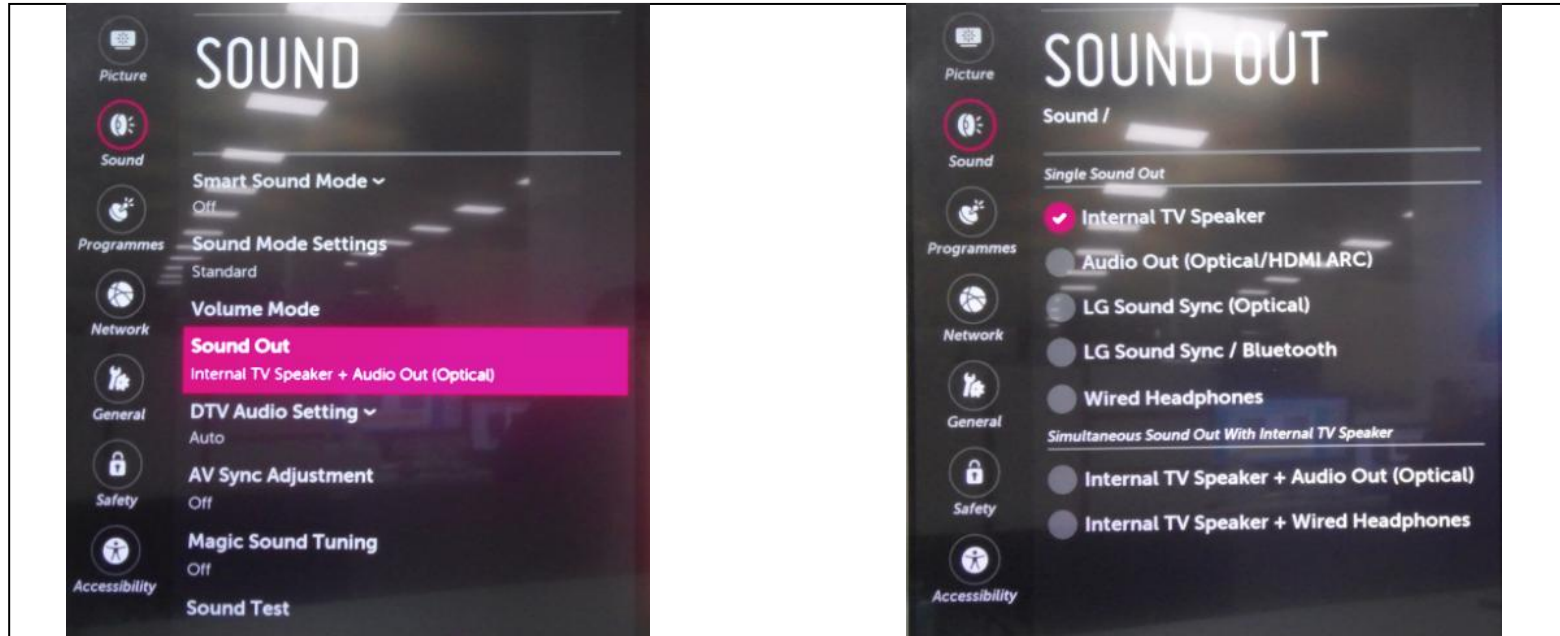 Picture
Sound
Programmes
Network
General
Safety
Accessibility
SOUND
Smart Sound Mode
Off
Sound Mode Settings
Standard
Volume Mode
Sound Out
Internal TV Speaker + Audio Out (Optical)
DTV Audio Setting
Auto
AV Sync Adjustment
Off
Magic Sound Tuning
Off
Sound Test
Picture
Sound
Programmes
Network
General
Safety
Accessibility
SOUND OUT
Sound /
Single Sound Out
Internal TV Speaker
Audio Out (Optical/HDMI ARC)
LG Sound Sync (Optical)
LG Sound Sync / Bluetooth
Wired Headphones
Simultaneous Sound Out With Internal TV Speaker
Internal TV Speaker + Audio Out (Optical)
Internal TV Speaker + Wired Headphones